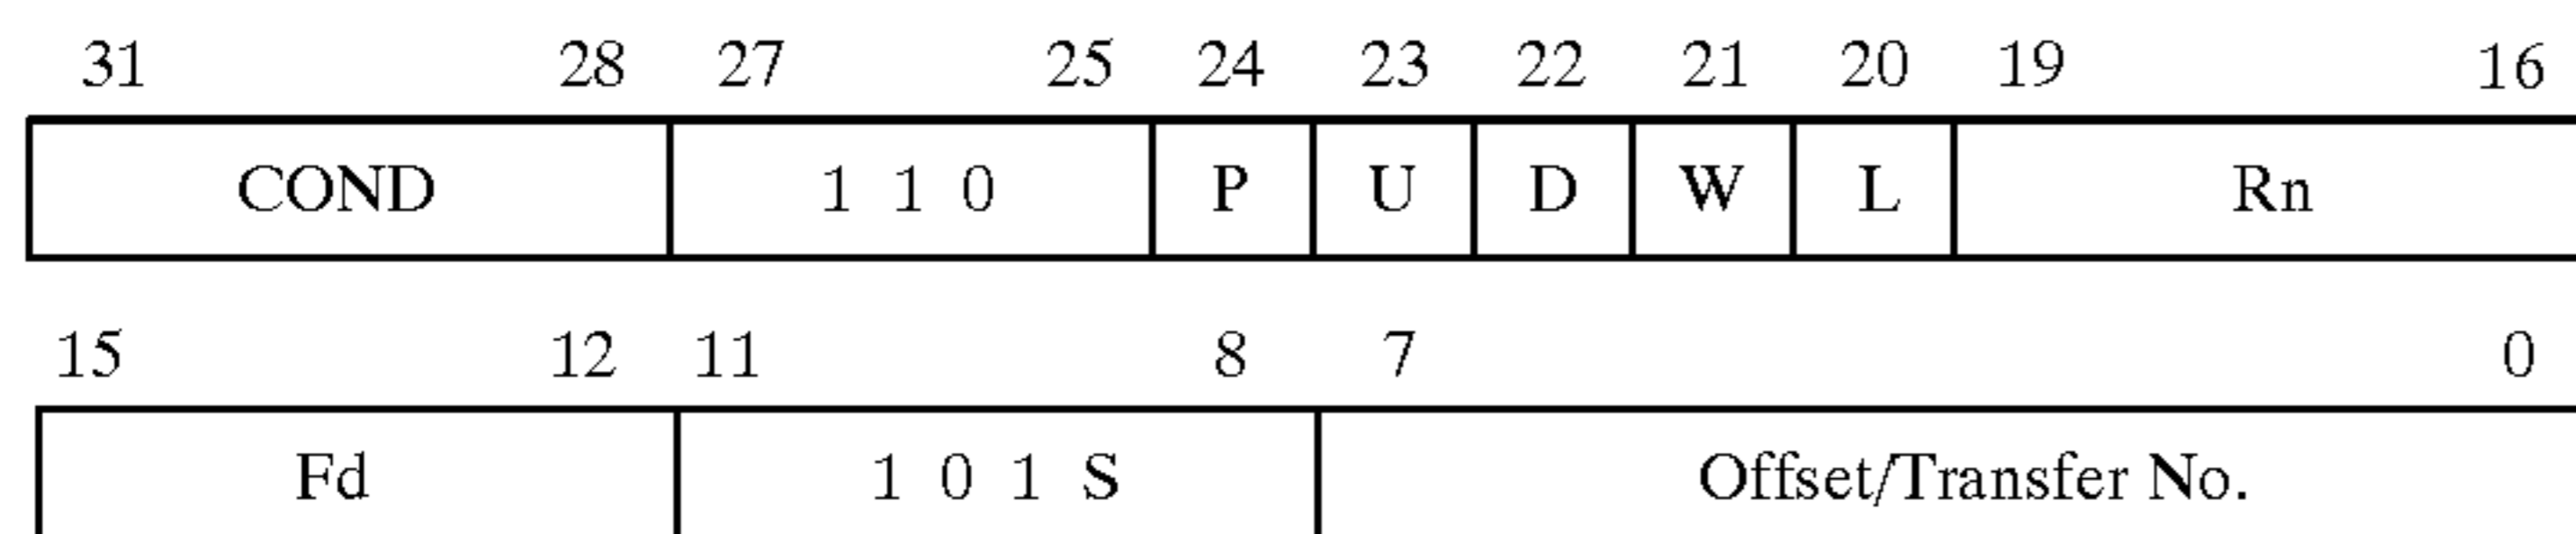 31 28 27 25 24 23 22 21 20 19 16
COND 1 1 0 P U D W L Rn
15 12 11 8 7 0
Fd 1 0 1 S Offset/Transfer No.